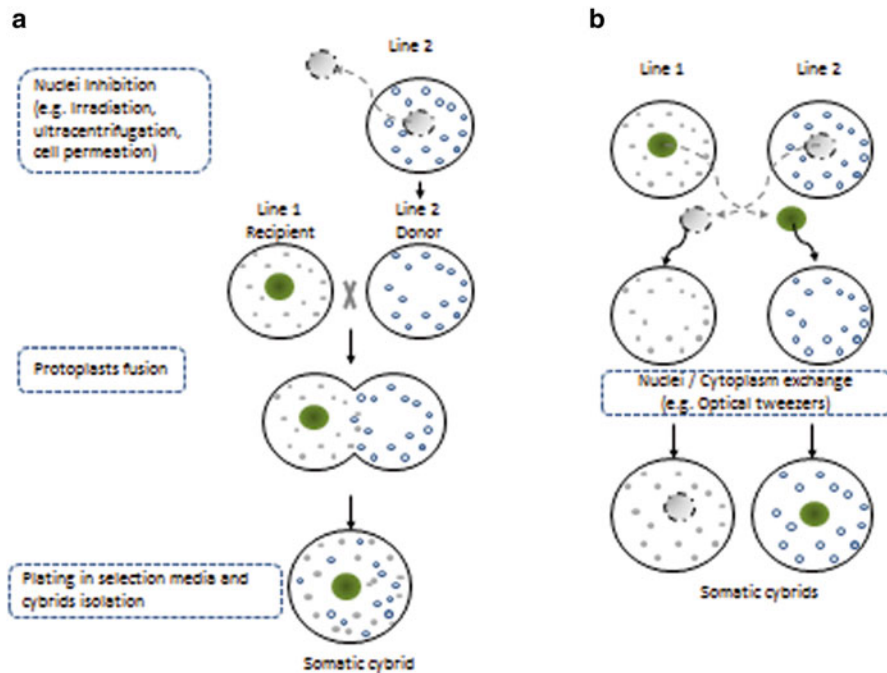 a
Line 2
Nuclei Inhibition
(e.g. Irradiation,
ultracentrifugation,
cell permeation)
Line 1
Recipient
Line 2
Donor
Protoplasts fusion
Plating in selection media and
cybrids isolation
Somatic cybrid
b
Line 1
Line 2
Nuclei / Cytoplasm exchange
(e.g. Optical tweezers)
Somatic cybrids